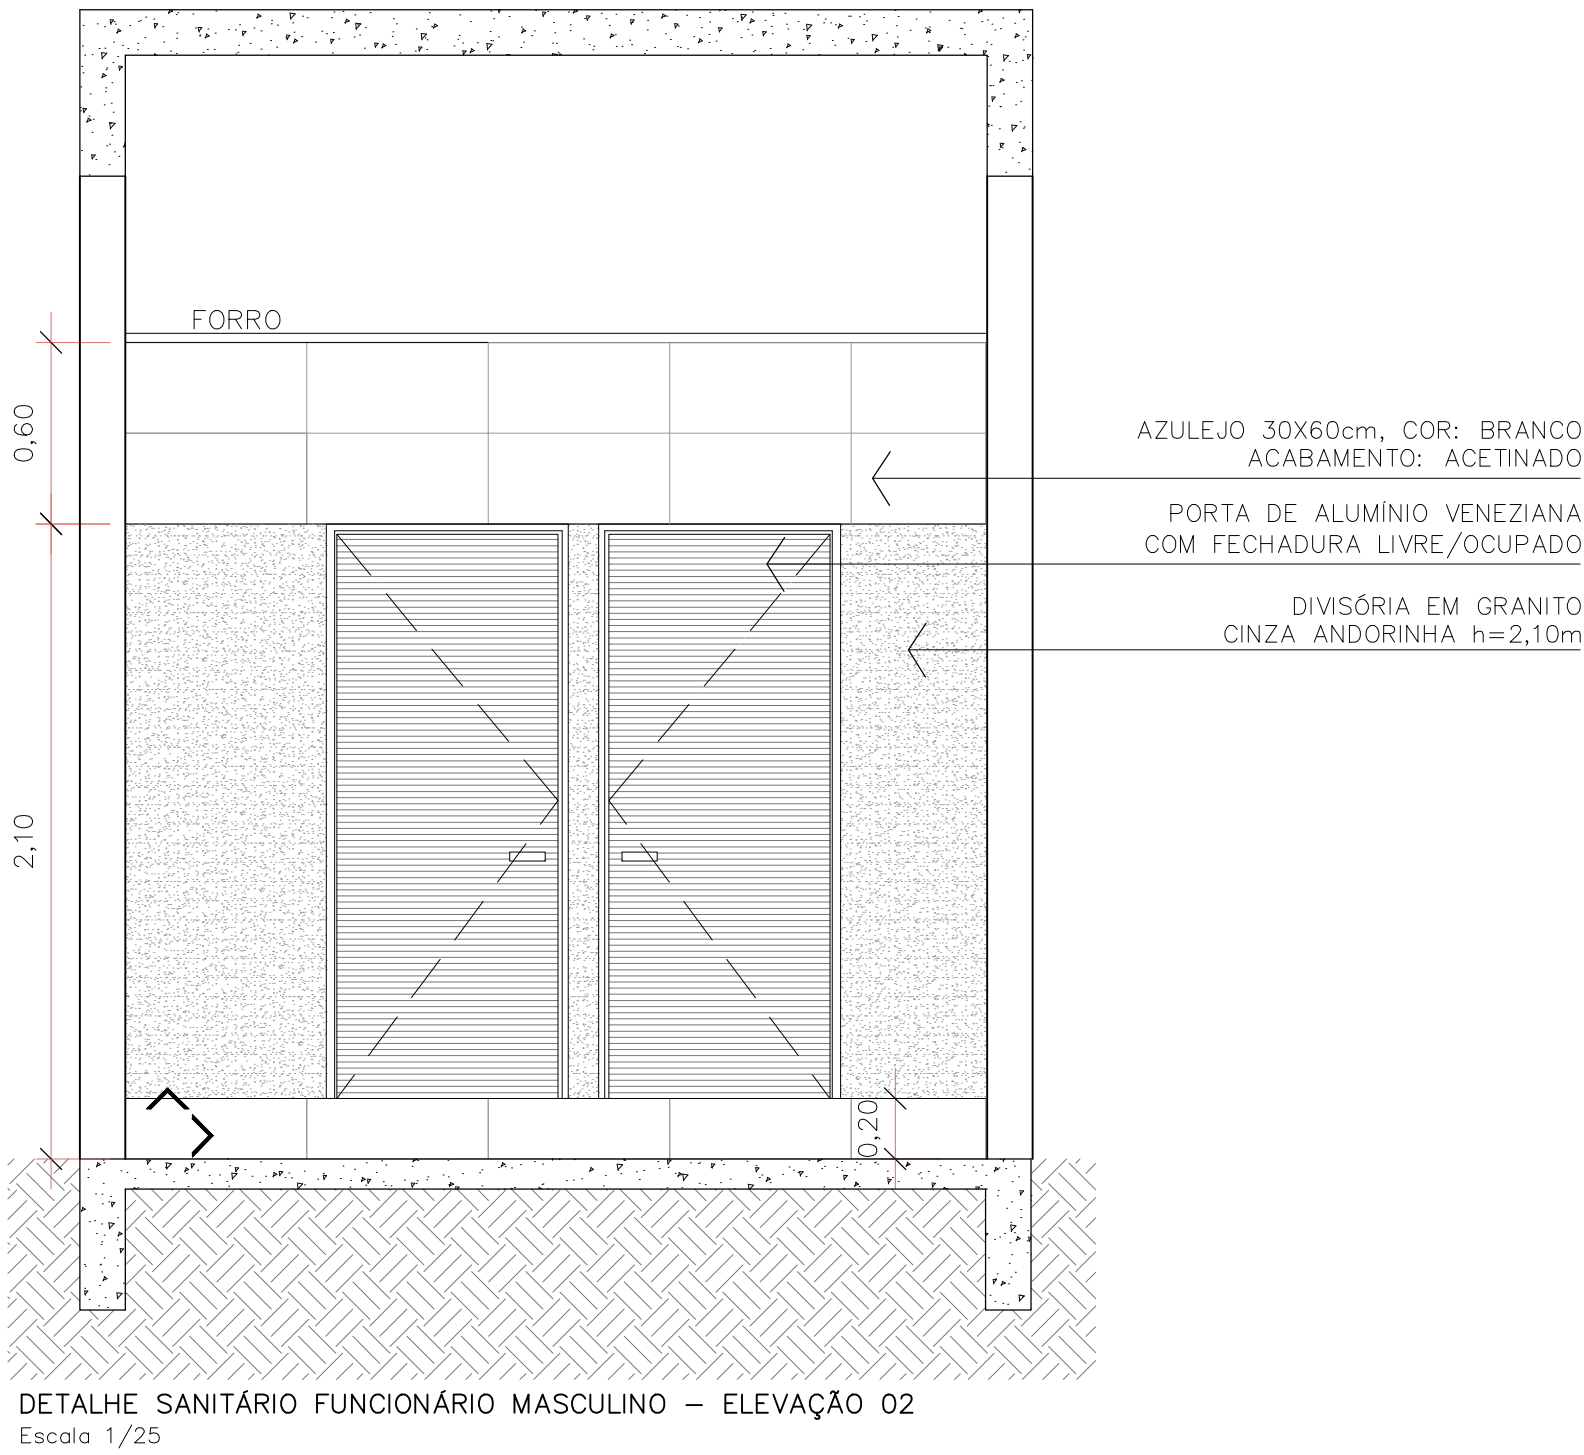 FORRO
0,60
AZULEJO 30X60cm, COR: BRANCO
ACABAMENTO: ACETINADO
PORTA DE ALUMÍNIO VENEZIANA
COM FECHADURA LIVRE/OCUPADO
DIVISÓRIA EM GRANITO
CINZA ANDORINHA h=2,10m
2,10
0,20
DETALHE SANITÁRIO FUNCIONÁRIO MASCULINO – ELEVAÇÃO 02
Escala 1/25